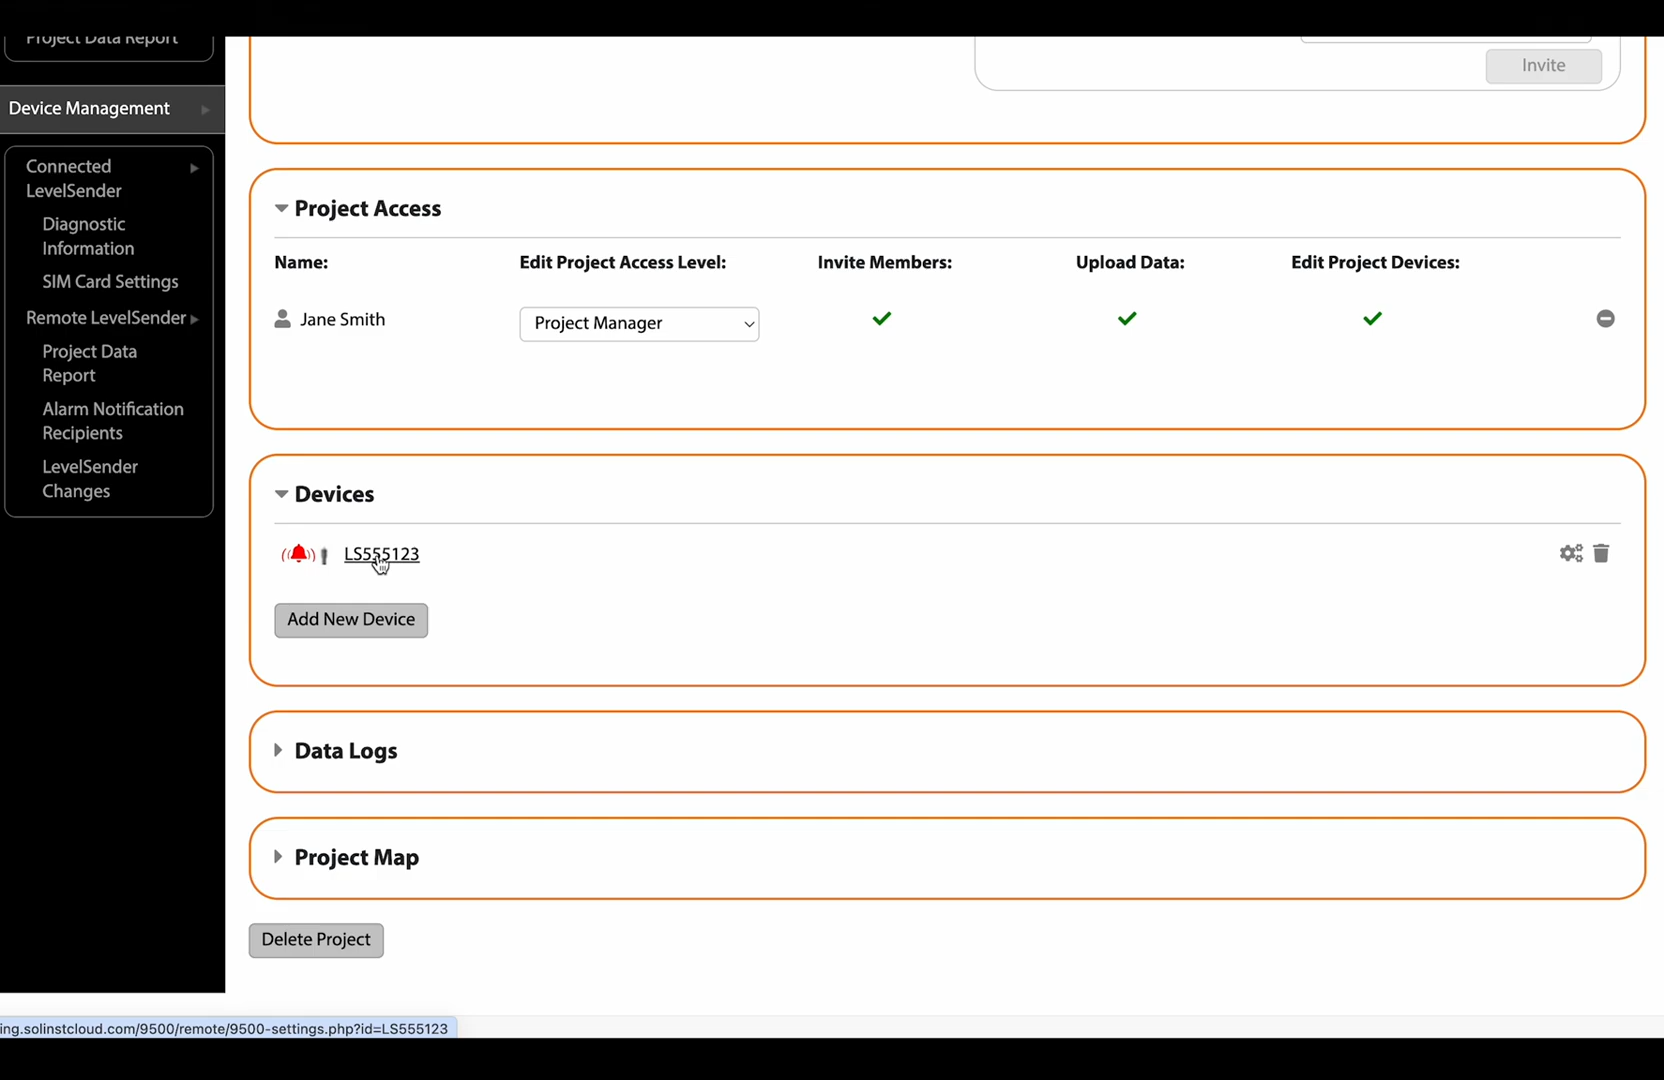 Project Data Report
Invite
Device Management
Connected
LevelSender
Diagnostic
Information
SIM Card Settings
Remote LevelSender
Project Data
Report
Alarm Notification
Recipients
LevelSender
Changes
Project Access
Name: Edit Project Access Level: Invite Members: Upload Data: Edit Project Devices:
Jane Smith Project Manager
Devices
LS555123
Add New Device
Data Logs
Project Map
Delete Project
ing.solinstcloud.com/9500/remote/9500-settings.php?id=LS555123